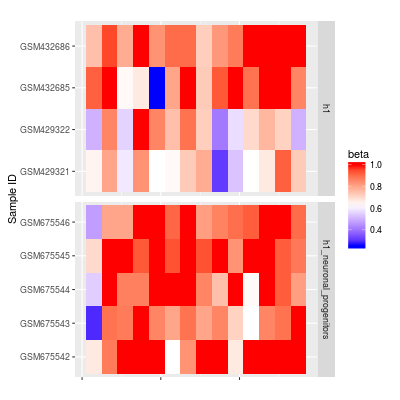 GSM432686
GSM432685
GSM429322
GSM429321
h1
GSM675546
GSM675545
GSM675544
GSM675543
GSM675542
h1_neuronal_progenitors
Sample ID
beta
1.0
0.8
0.6
0.4